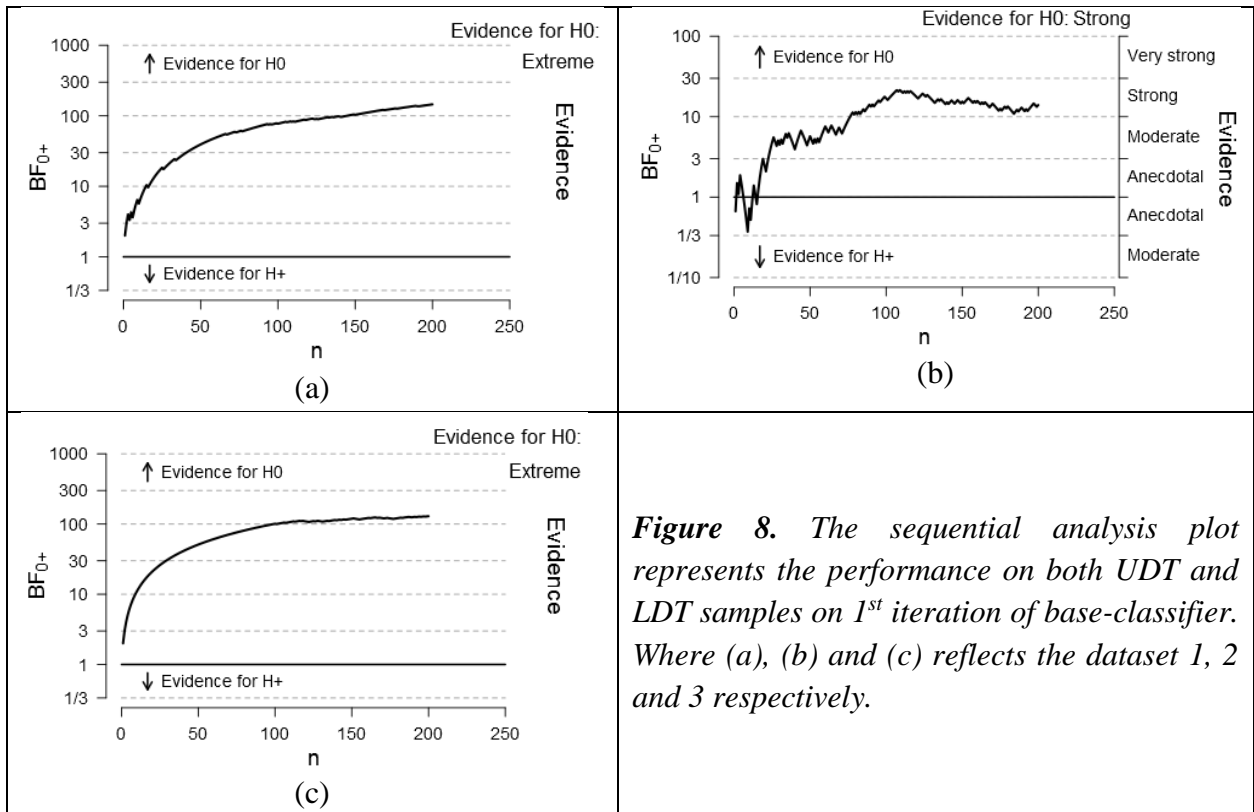 Evidence for H0:
Extreme
1000
300
100
30
10
3
1
1/3
BF0+
↑ Evidence for H0
↓ Evidence for H+
Evidence
0 50 100 150 200 250
n
(a)
Evidence for H0: Strong
100
30
10
3
1
1/3
1/10
BF0+
↑ Evidence for H0
↓ Evidence for H+
Very strong
Strong
Moderate
Anecdotal
Anecdotal
Moderate
Evidence
0 50 100 150 200 250
n
(b)
Evidence for H0:
Extreme
1000
300
100
30
10
3
1
1/3
BF0+
↑ Evidence for H0
↓ Evidence for H+
Evidence
0 50 100 150 200 250
n
(c)
Figure 8. The sequential analysis plot
represents the performance on both UDT and
LDT samples on 1st iteration of base-classifier.
Where (a), (b) and (c) reflects the dataset 1, 2
and 3 respectively.